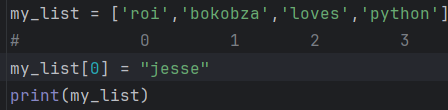 my_list = ['roi','bokobza','loves','python']
#            0         1        2        3
my_list[0] = "jesse"
print(my_list)